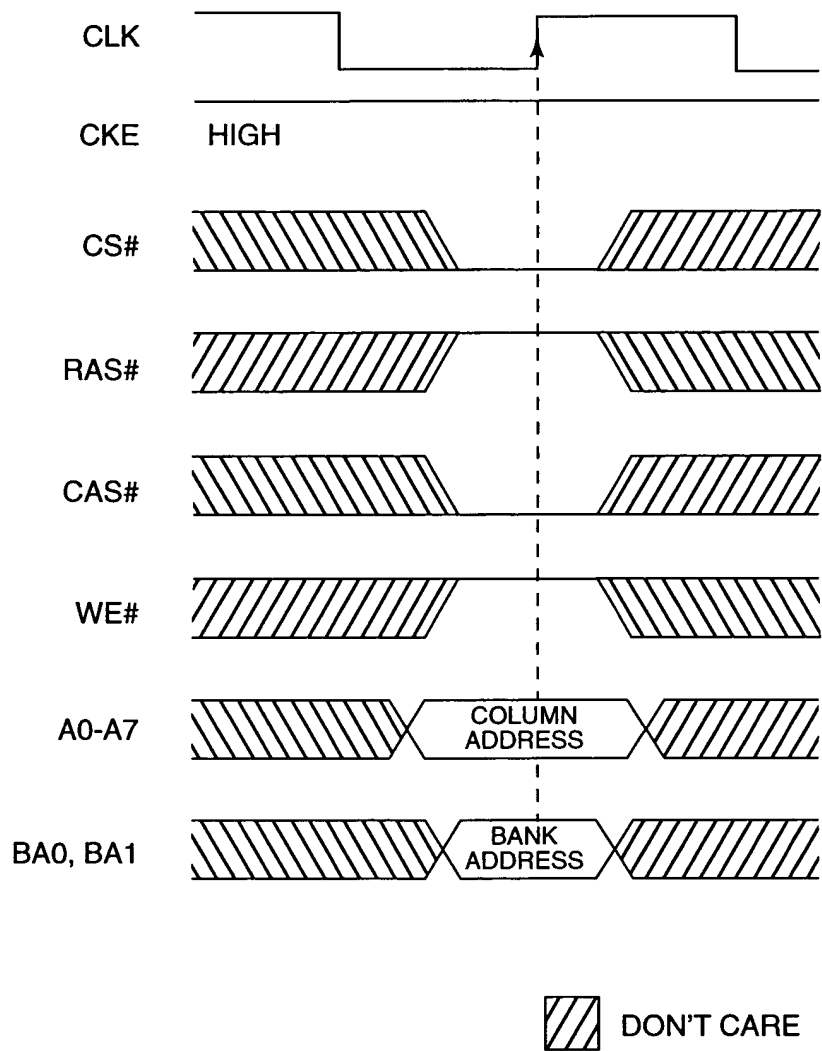 CLK
CKE HIGH
CS#
RAS#
CAS#
WE#
A0-A7 COLUMN
ADDRESS
BA0, BA1 BANK
ADDRESS
DON'T CARE